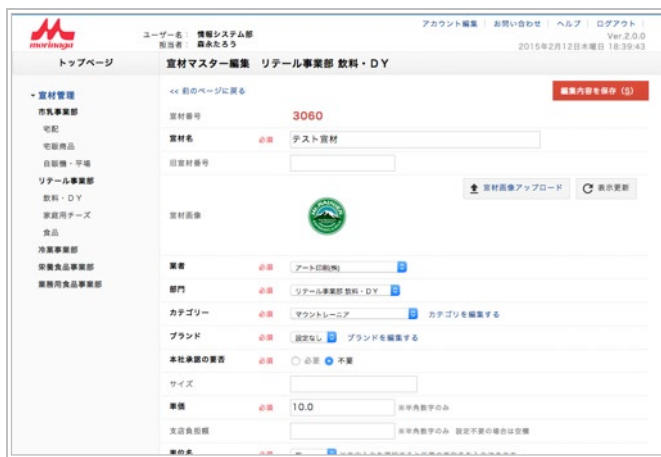 morinaga
ユーザー名： 情報システム部
担当者： 森永たろう
アカウント編集 | お問い合わせ | ヘルプ | ログアウト |
Ver.2.0.0
2015年2月12日木曜日 18:39:43
トップページ
宣材マスター編集 リテール事業部 飲料・DY
宣材管理
市乳事業部
宅配
宅販商品
自販機・平場
リテール事業部
飲料・DY
家庭用チーズ
食品
冷菓事業部
栄養食品事業部
業務用食品事業部
<< 前のページに戻る
編集内容を保存 (S)
宣材番号 3060
宣材名 必須 テスト宣材
旧宣材番号
宣材画像アップロード 表示更新
宣材画像
業者 必須 アート印刷(株)
部門 必須 リテール事業部 飲料・DY
カテゴリー 必須 マウントレーニア カテゴリを編集する
ブランド 必須 設定なし ブランドを編集する
本社承認の要否 必須 必要 不要
サイズ
単価 必須 10.0 ※半角数字のみ
支店負担額 ※半角数字のみ 設定不要の場合は空欄